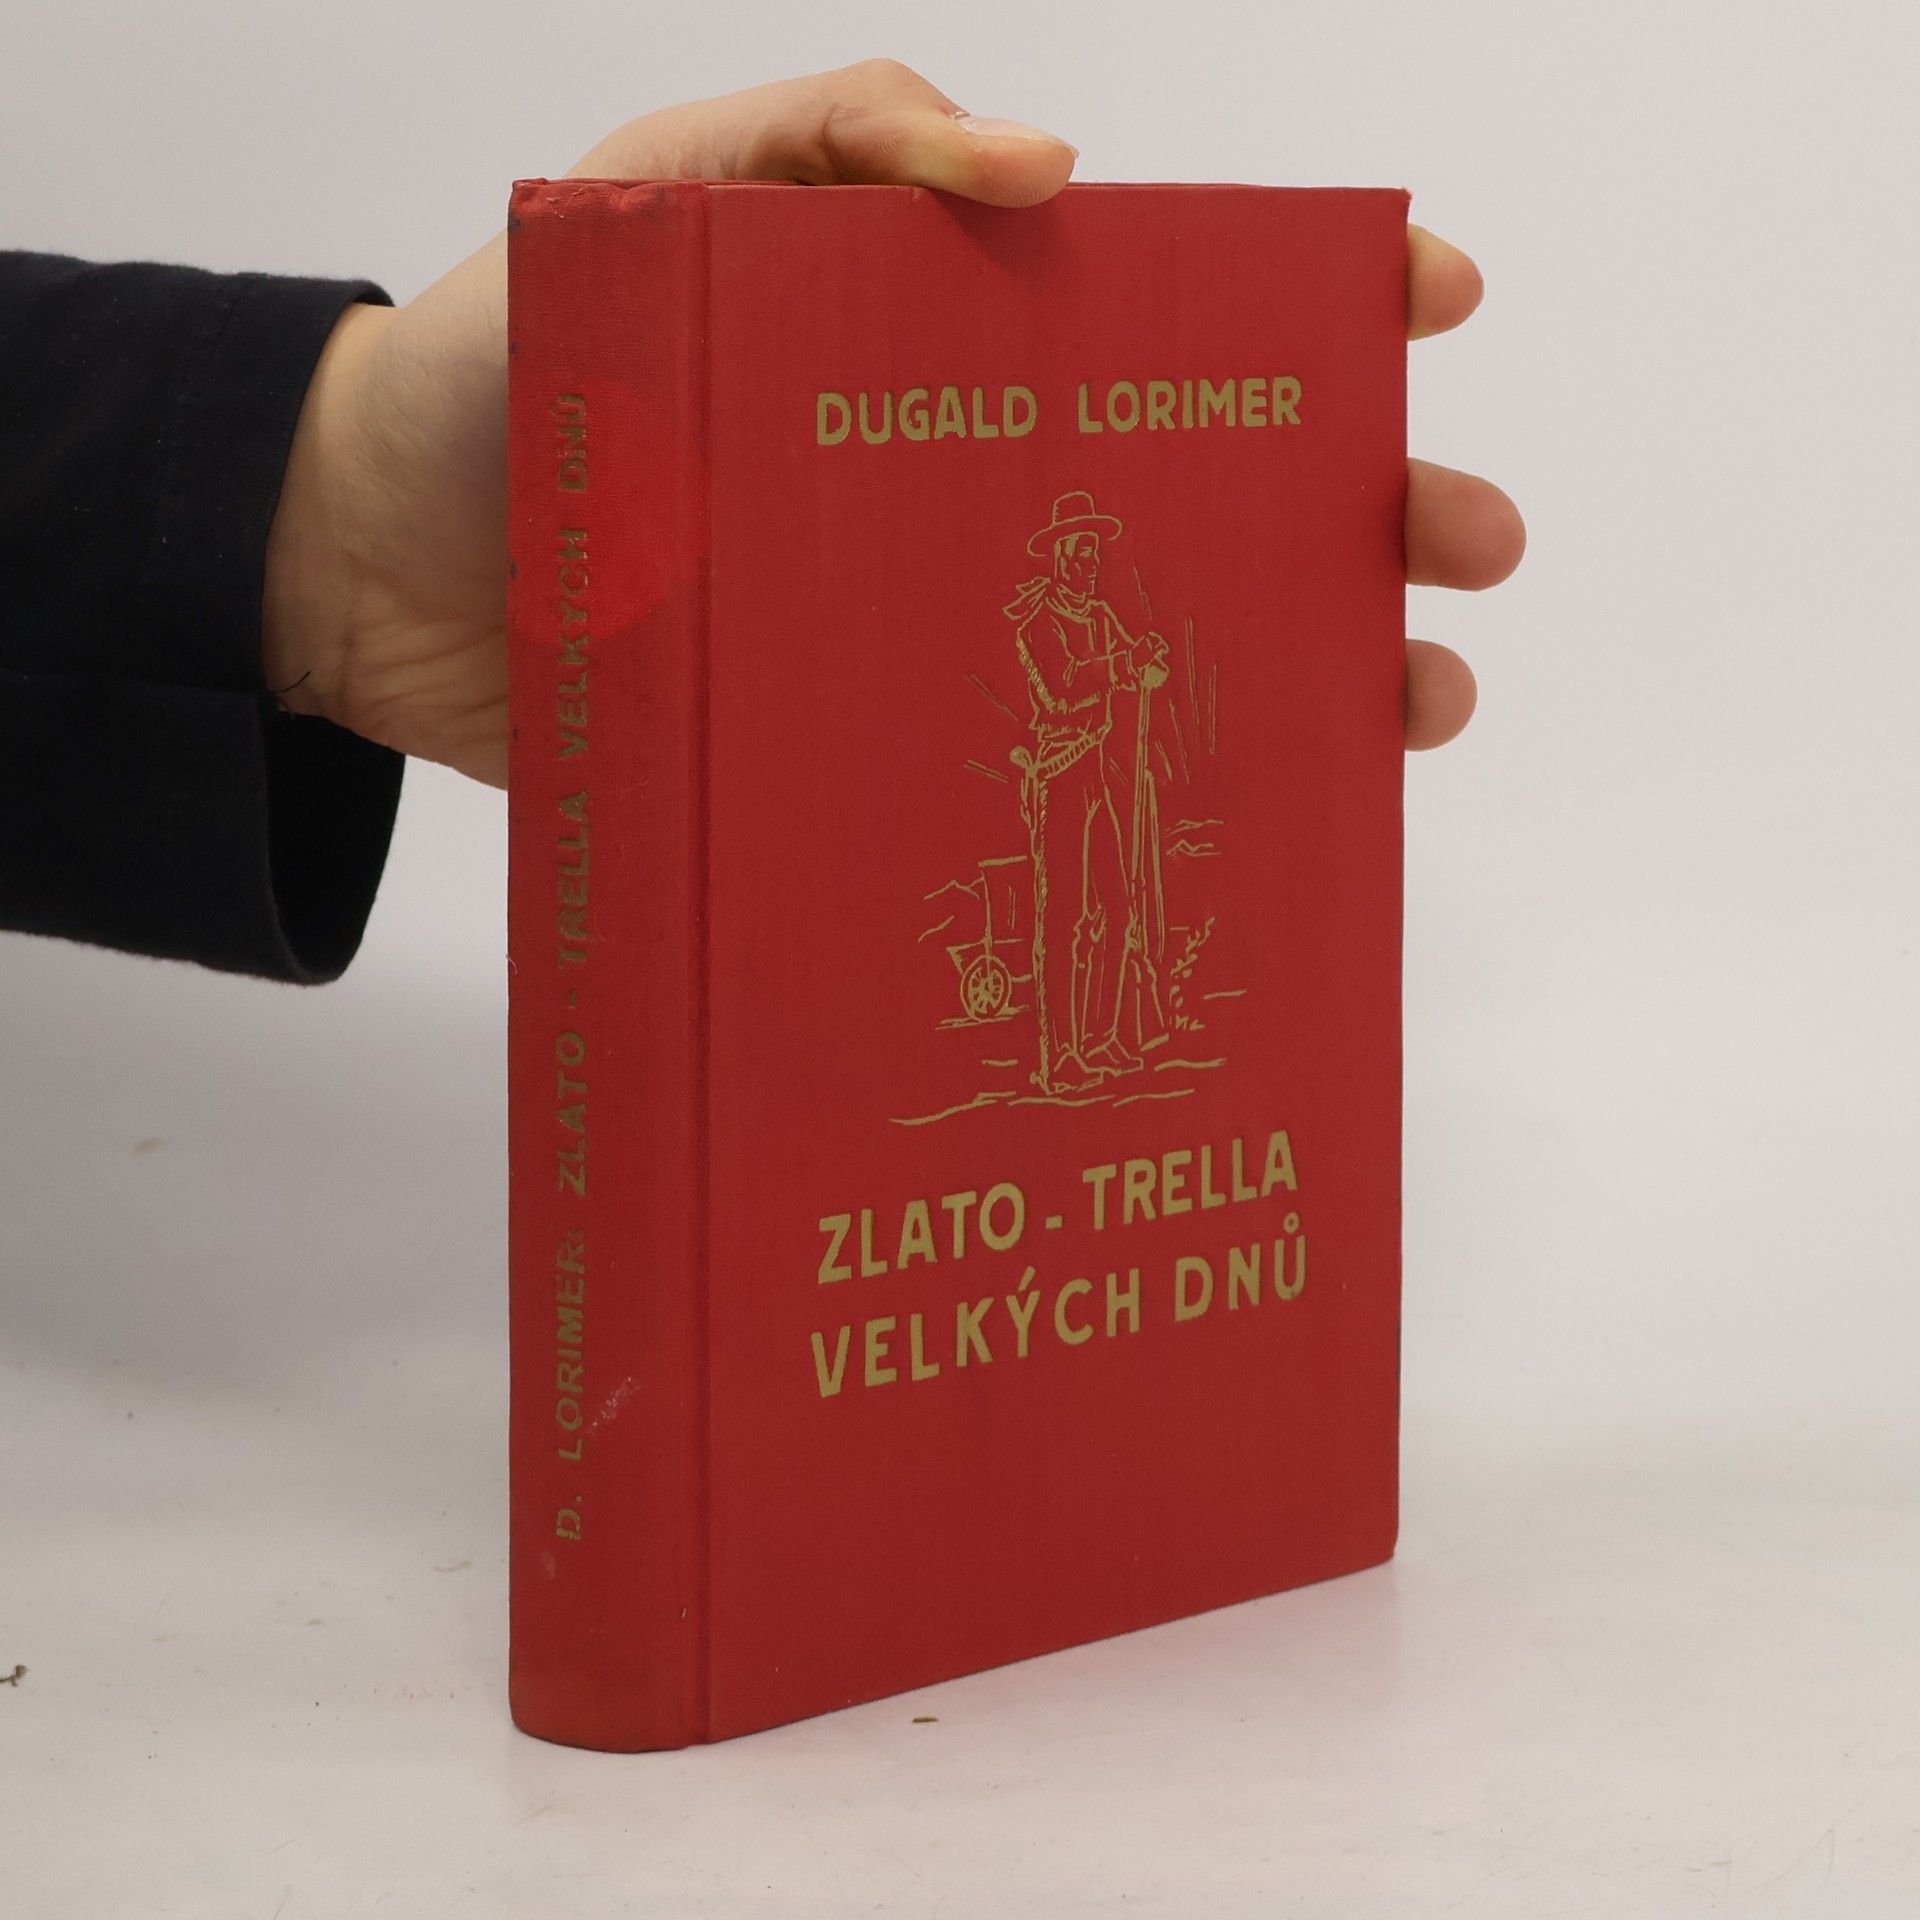 D. LORIMER: ZLATO - TRELLA VELKÝCH DNŮ
DUGALD LORIMER
ZLATO - TRELLA
VELKÝCH DNŮ